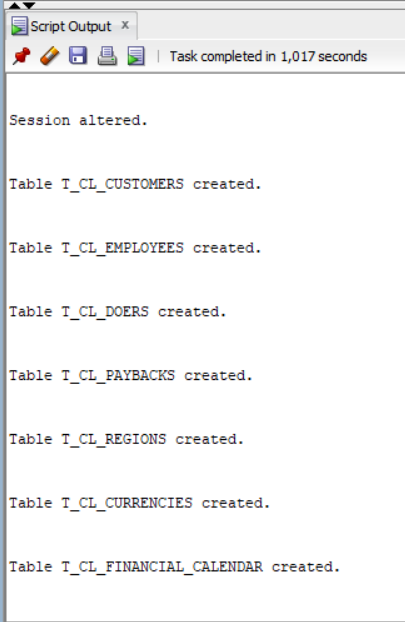 Script Output x
Task completed in 1,017 seconds
Session altered.
Table T_CL_CUSTOMERS created.
Table T_CL_EMPLOYEES created.
Table T_CL_DOERS created.
Table T_CL_PAYBACKS created.
Table T_CL_REGIONS created.
Table T_CL_CURRENCIES created.
Table T_CL_FINANCIAL_CALENDAR created.